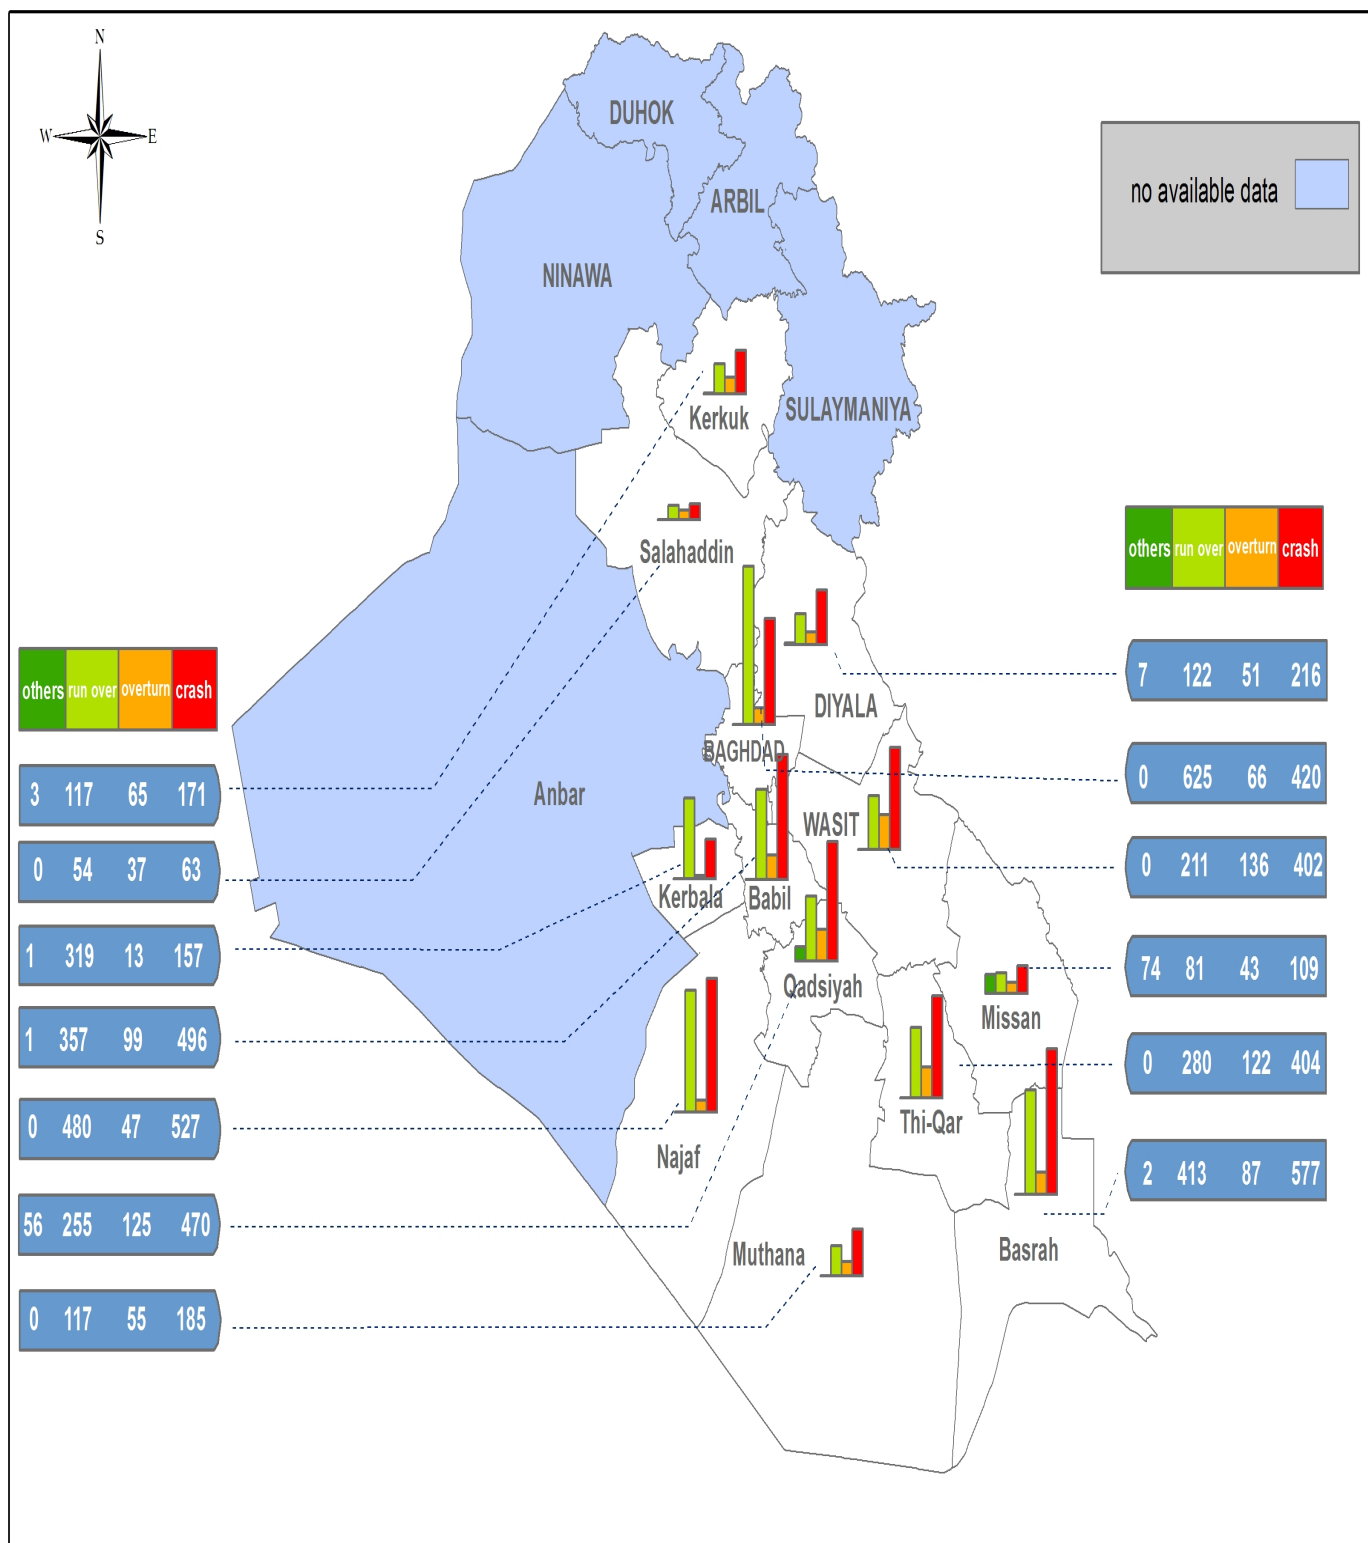 N
W E
S
DUHOK
no available data
ARBIL
NINAWA
SULAYMANIYA
Kerkuk
Salahaddin
others run over overturn crash
7 122 51 216
DIYALA
BAGHDAD
0 625 66 420
others run over overturn crash
3 117 65 171
Anbar
WASIT
0 211 136 402
0 54 37 63
Kerbala
Babil
1 319 13 157
Qadsiyah
74 81 43 109
Missan
1 357 99 496
0 280 122 404
Thi-Qar
0 480 47 527
Najaf
2 413 87 577
56 255 125 470
Muthana
Basrah
0 117 55 185